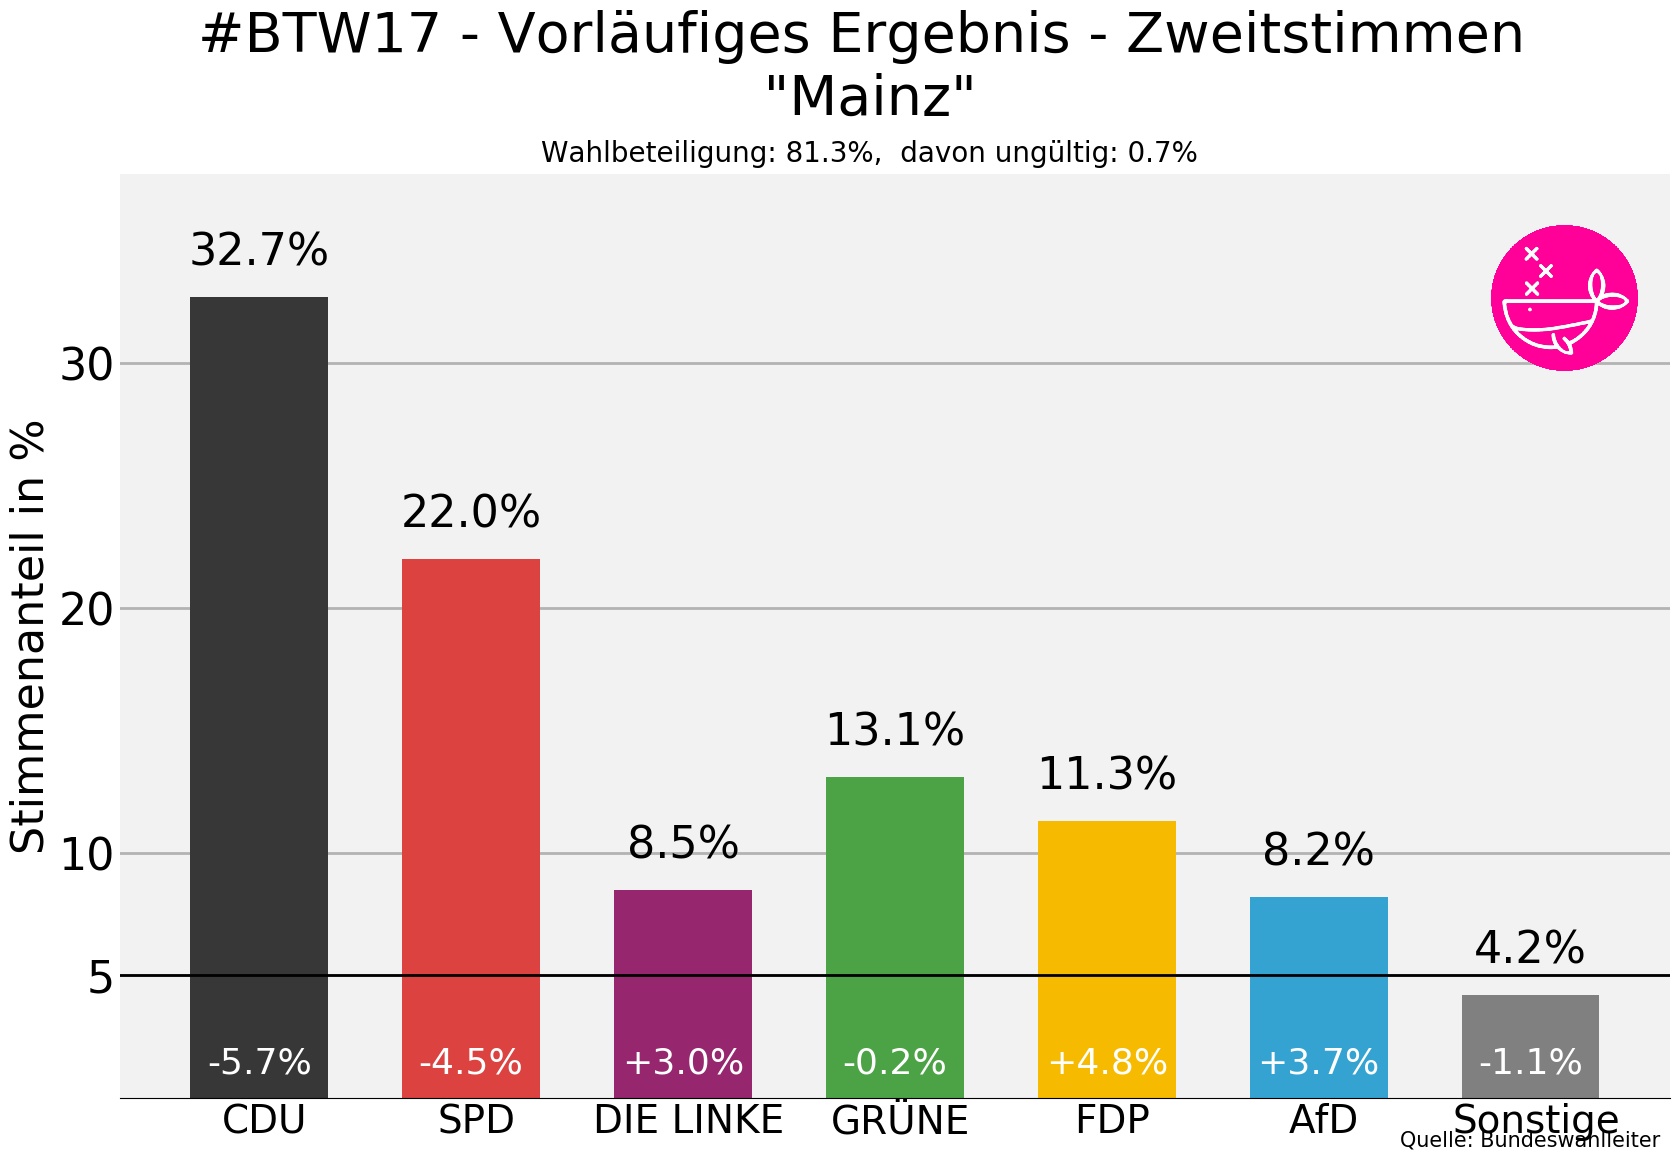 #BTW17 - Vorläufiges Ergebnis - Zweitstimmen
"Mainz"
Wahlbeteiligung: 81.3%, davon ungültig: 0.7%
Stimmenanteil in %
30
20
10
5
32.7%
22.0%
8.5%
13.1%
11.3%
8.2%
4.2%
-5.7%
-4.5%
+3.0%
-0.2%
+4.8%
+3.7%
-1.1%
CDU
SPD
DIE LINKE
GRÜNE
FDP
AfD
Sonstige
Quelle: Bundeswahlleiter